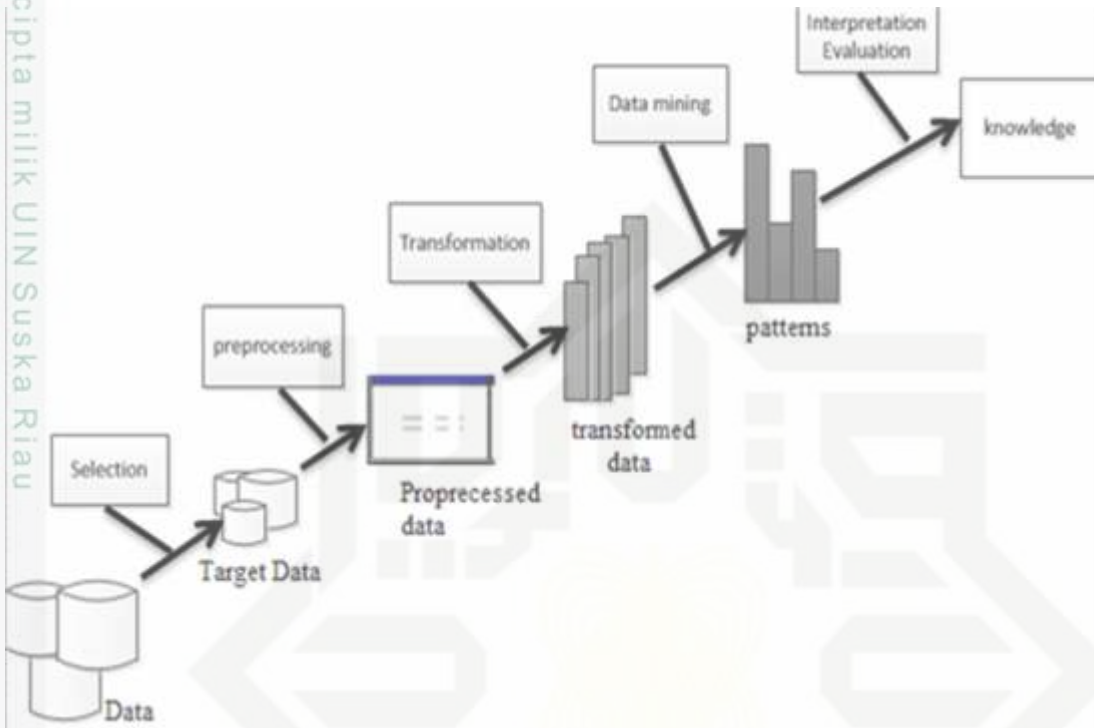 cipta milik UIN Suska Riau
Interpretation
Evaluation
Data mining
knowledge
Transformation
patterns
preprocessing
transformed
data
Selection
Proprecessed
data
Target Data
Data